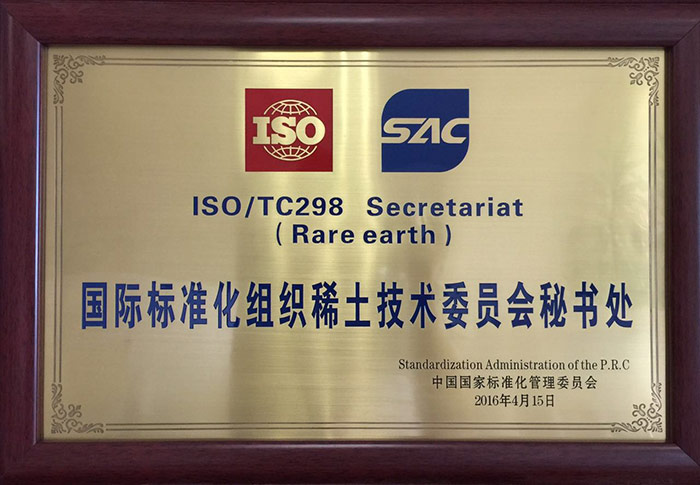 ISO SAC
ISO/TC298 Secretariat
(Rare earth)
国际标准化组织稀土技术委员会秘书处
Standardization Administration of the P.R.C
中国国家标准化管理委员会
2016年4月15日